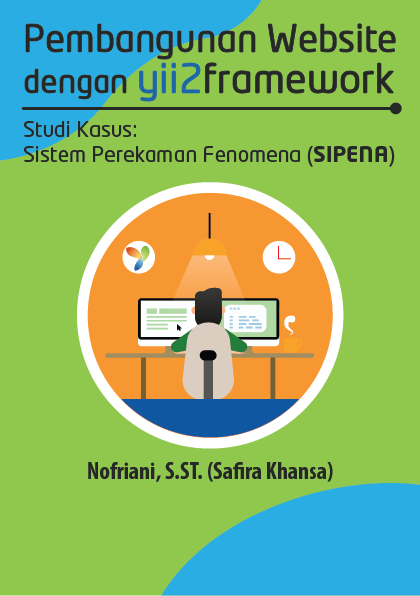 Pembangunan Website
dengan yii2framework
Studi Kasus:
Sistem Perekaman Fenomena (SIPENA)
Nofriani, S.ST. (Safira Khansa)